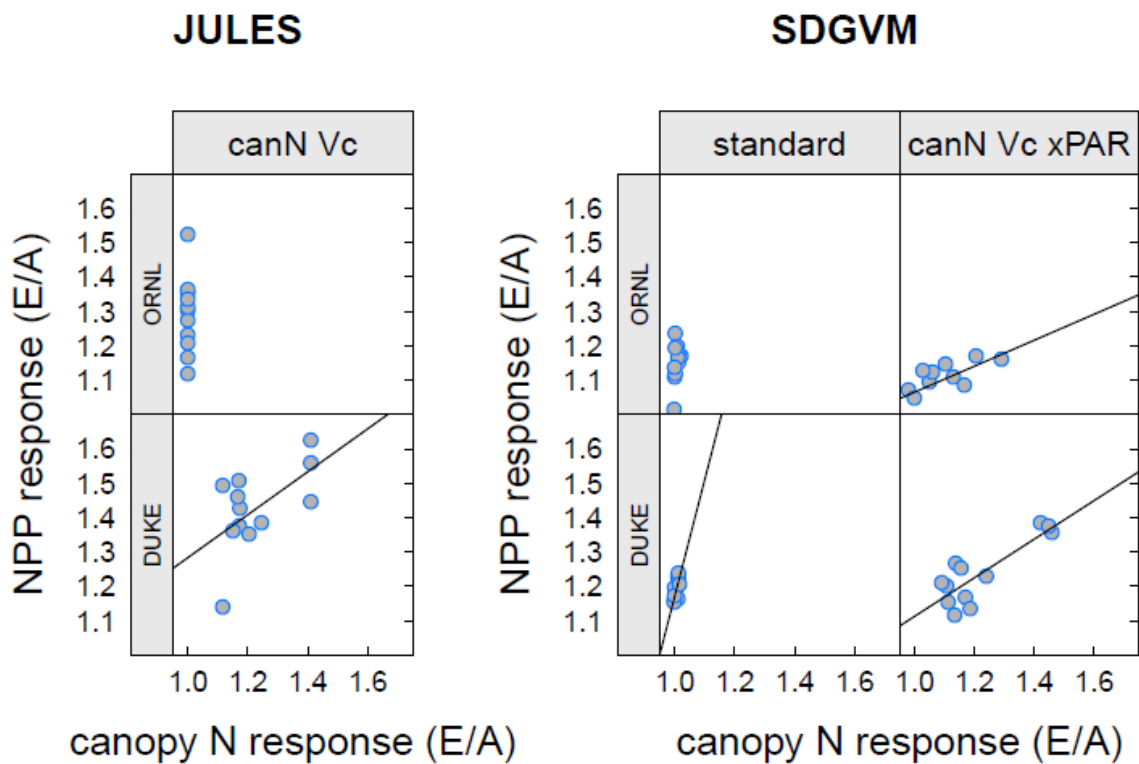 JULES
SDGVM
canN Vc
standard
canN Vc xPAR
NPP response (E/A)
ORNL
1.6
1.5
1.4
1.3
1.2
1.1
DUKE
1.6
1.5
1.4
1.3
1.2
1.1
1.0 1.2 1.4 1.6
canopy N response (E/A)
NPP response (E/A)
ORNL
1.6
1.5
1.4
1.3
1.2
1.1
DUKE
1.6
1.5
1.4
1.3
1.2
1.1
1.0 1.2 1.4 1.6
1.0 1.2 1.4 1.6
canopy N response (E/A)